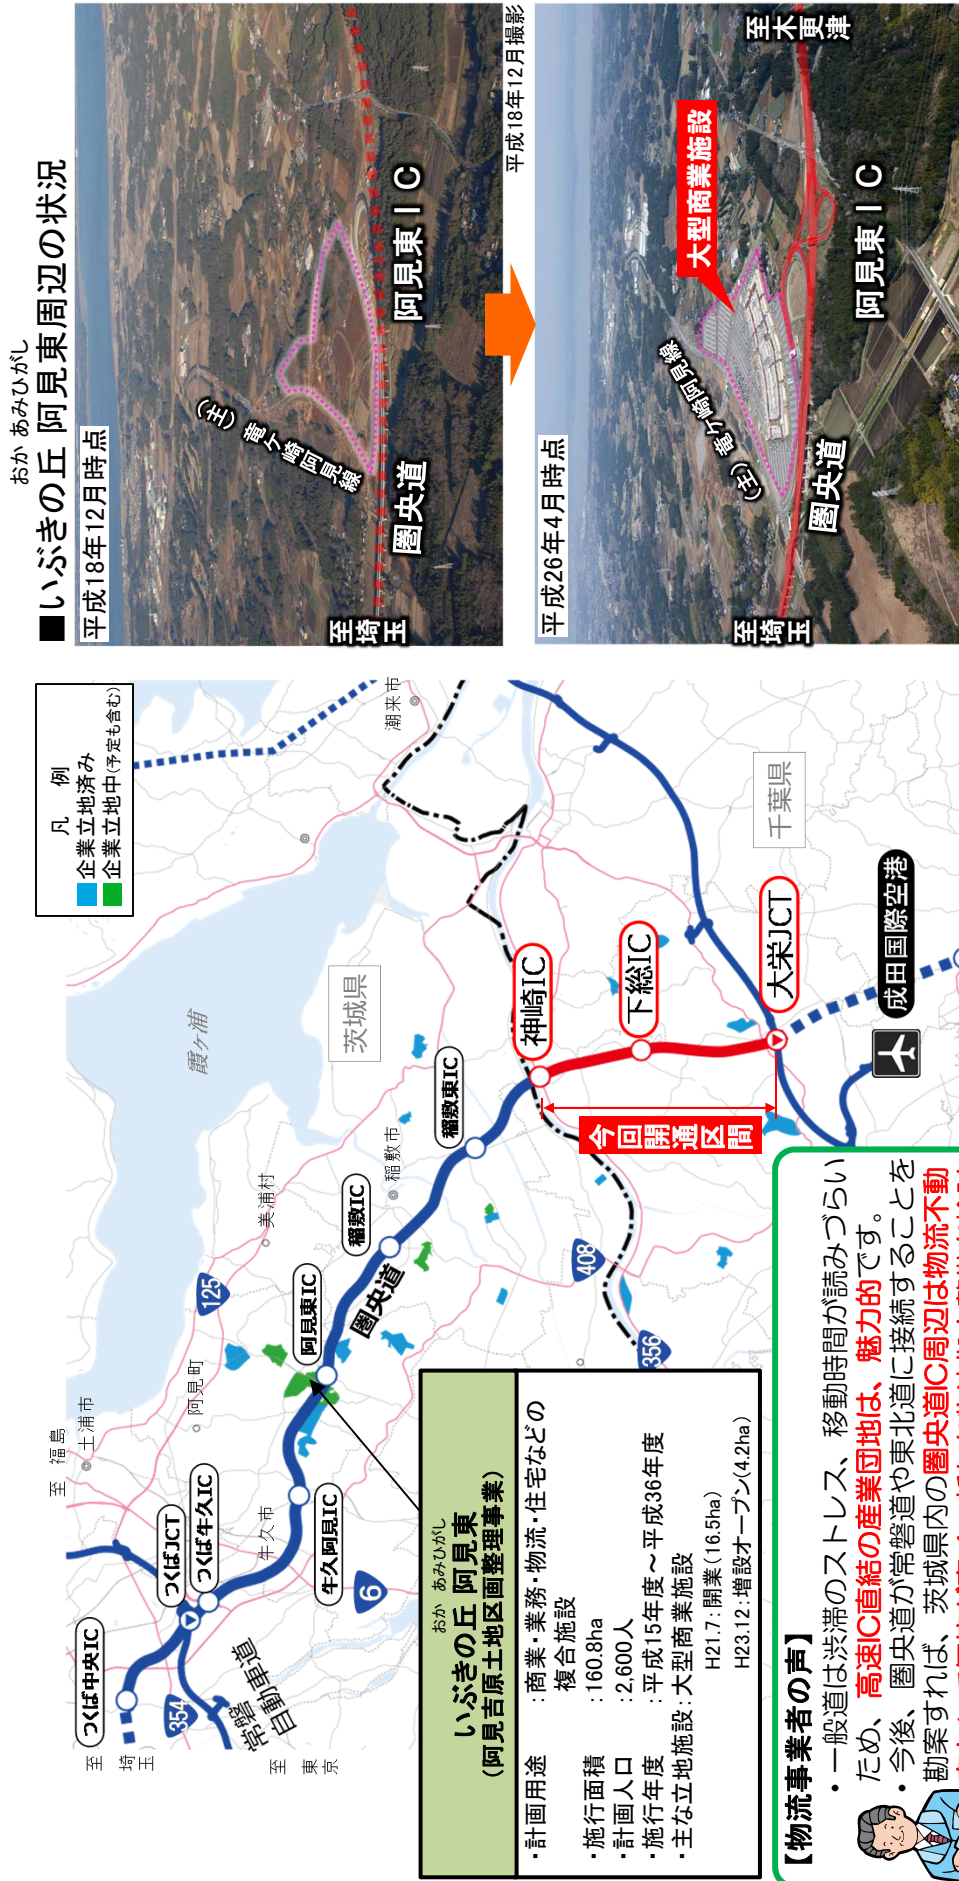 ■いぶきの丘 阿見東周辺の状況
おか あみひがし
平成18年12月時点
(主)竜ケ崎阿見線
圏央道
阿見東IC
至埼玉
平成18年12月撮影
平成26年4月時点
大型商業施設
(主)竜ケ崎阿見線
圏央道
阿見東IC
至埼玉
至木更津
凡 例
企業立地済み
企業立地中(予定も含む)
潮来市
霞ヶ浦
茨城県
千葉県
至 福島
土浦市
阿見町
美浦村
稲敷市
牛久市
125
408
356
354
6
つくば中央IC
つくばJCT
つくば牛久IC
牛久阿見IC
阿見東IC
稲敷IC
稲敷東IC
神崎IC
下総IC
大栄JCT
圏央道
今回開通区間
成田国際空港
至 埼玉
常磐自動車道
至 東京
おか あみひがし
いぶきの丘 阿見東
(阿見吉原土地区画整理事業)
・計画用途 :商業・業務・物流・住宅などの
複合施設
・施行面積 :160.8ha
・計画人口 :2,600人
・施行年度 :平成15年度~平成36年度
・主な立地施設:大型商業施設
H21.7:開業(16.5ha)
H23.12:増設オープン(4.2ha)
【物流事業者の声】
・一般道は渋滞のストレス、移動時間が読みづらい
ため、高速IC直結の産業団地は、魅力的です。
・今後、圏央道が常磐道や東北道に接続することを
勘案すれば、茨城県内の圏央道IC周辺は物流不動